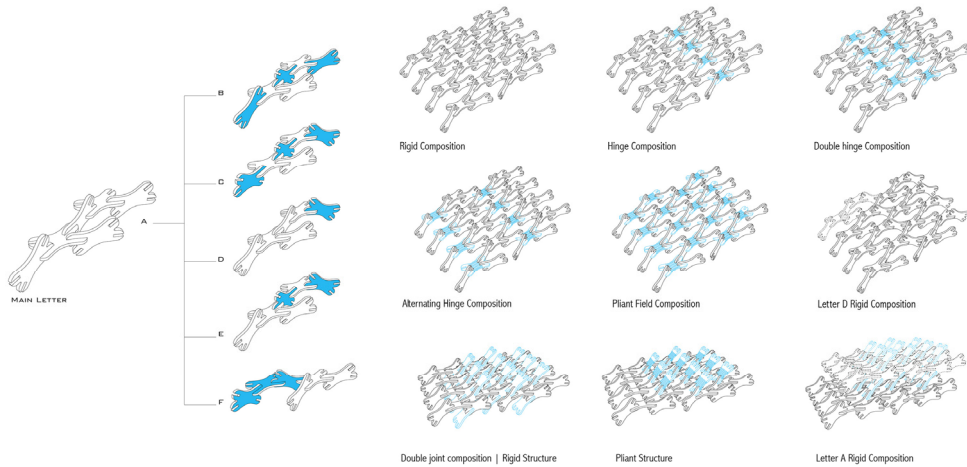 B
C
A
D
E
F
Main Letter
Rigid Composition
Hinge Composition
Double hinge Composition
Alternating Hinge Composition
Pliant Field Composition
Letter D Rigid Composition
Double joint composition | Rigid Structure
Pliant Structure
Letter A Rigid Composition